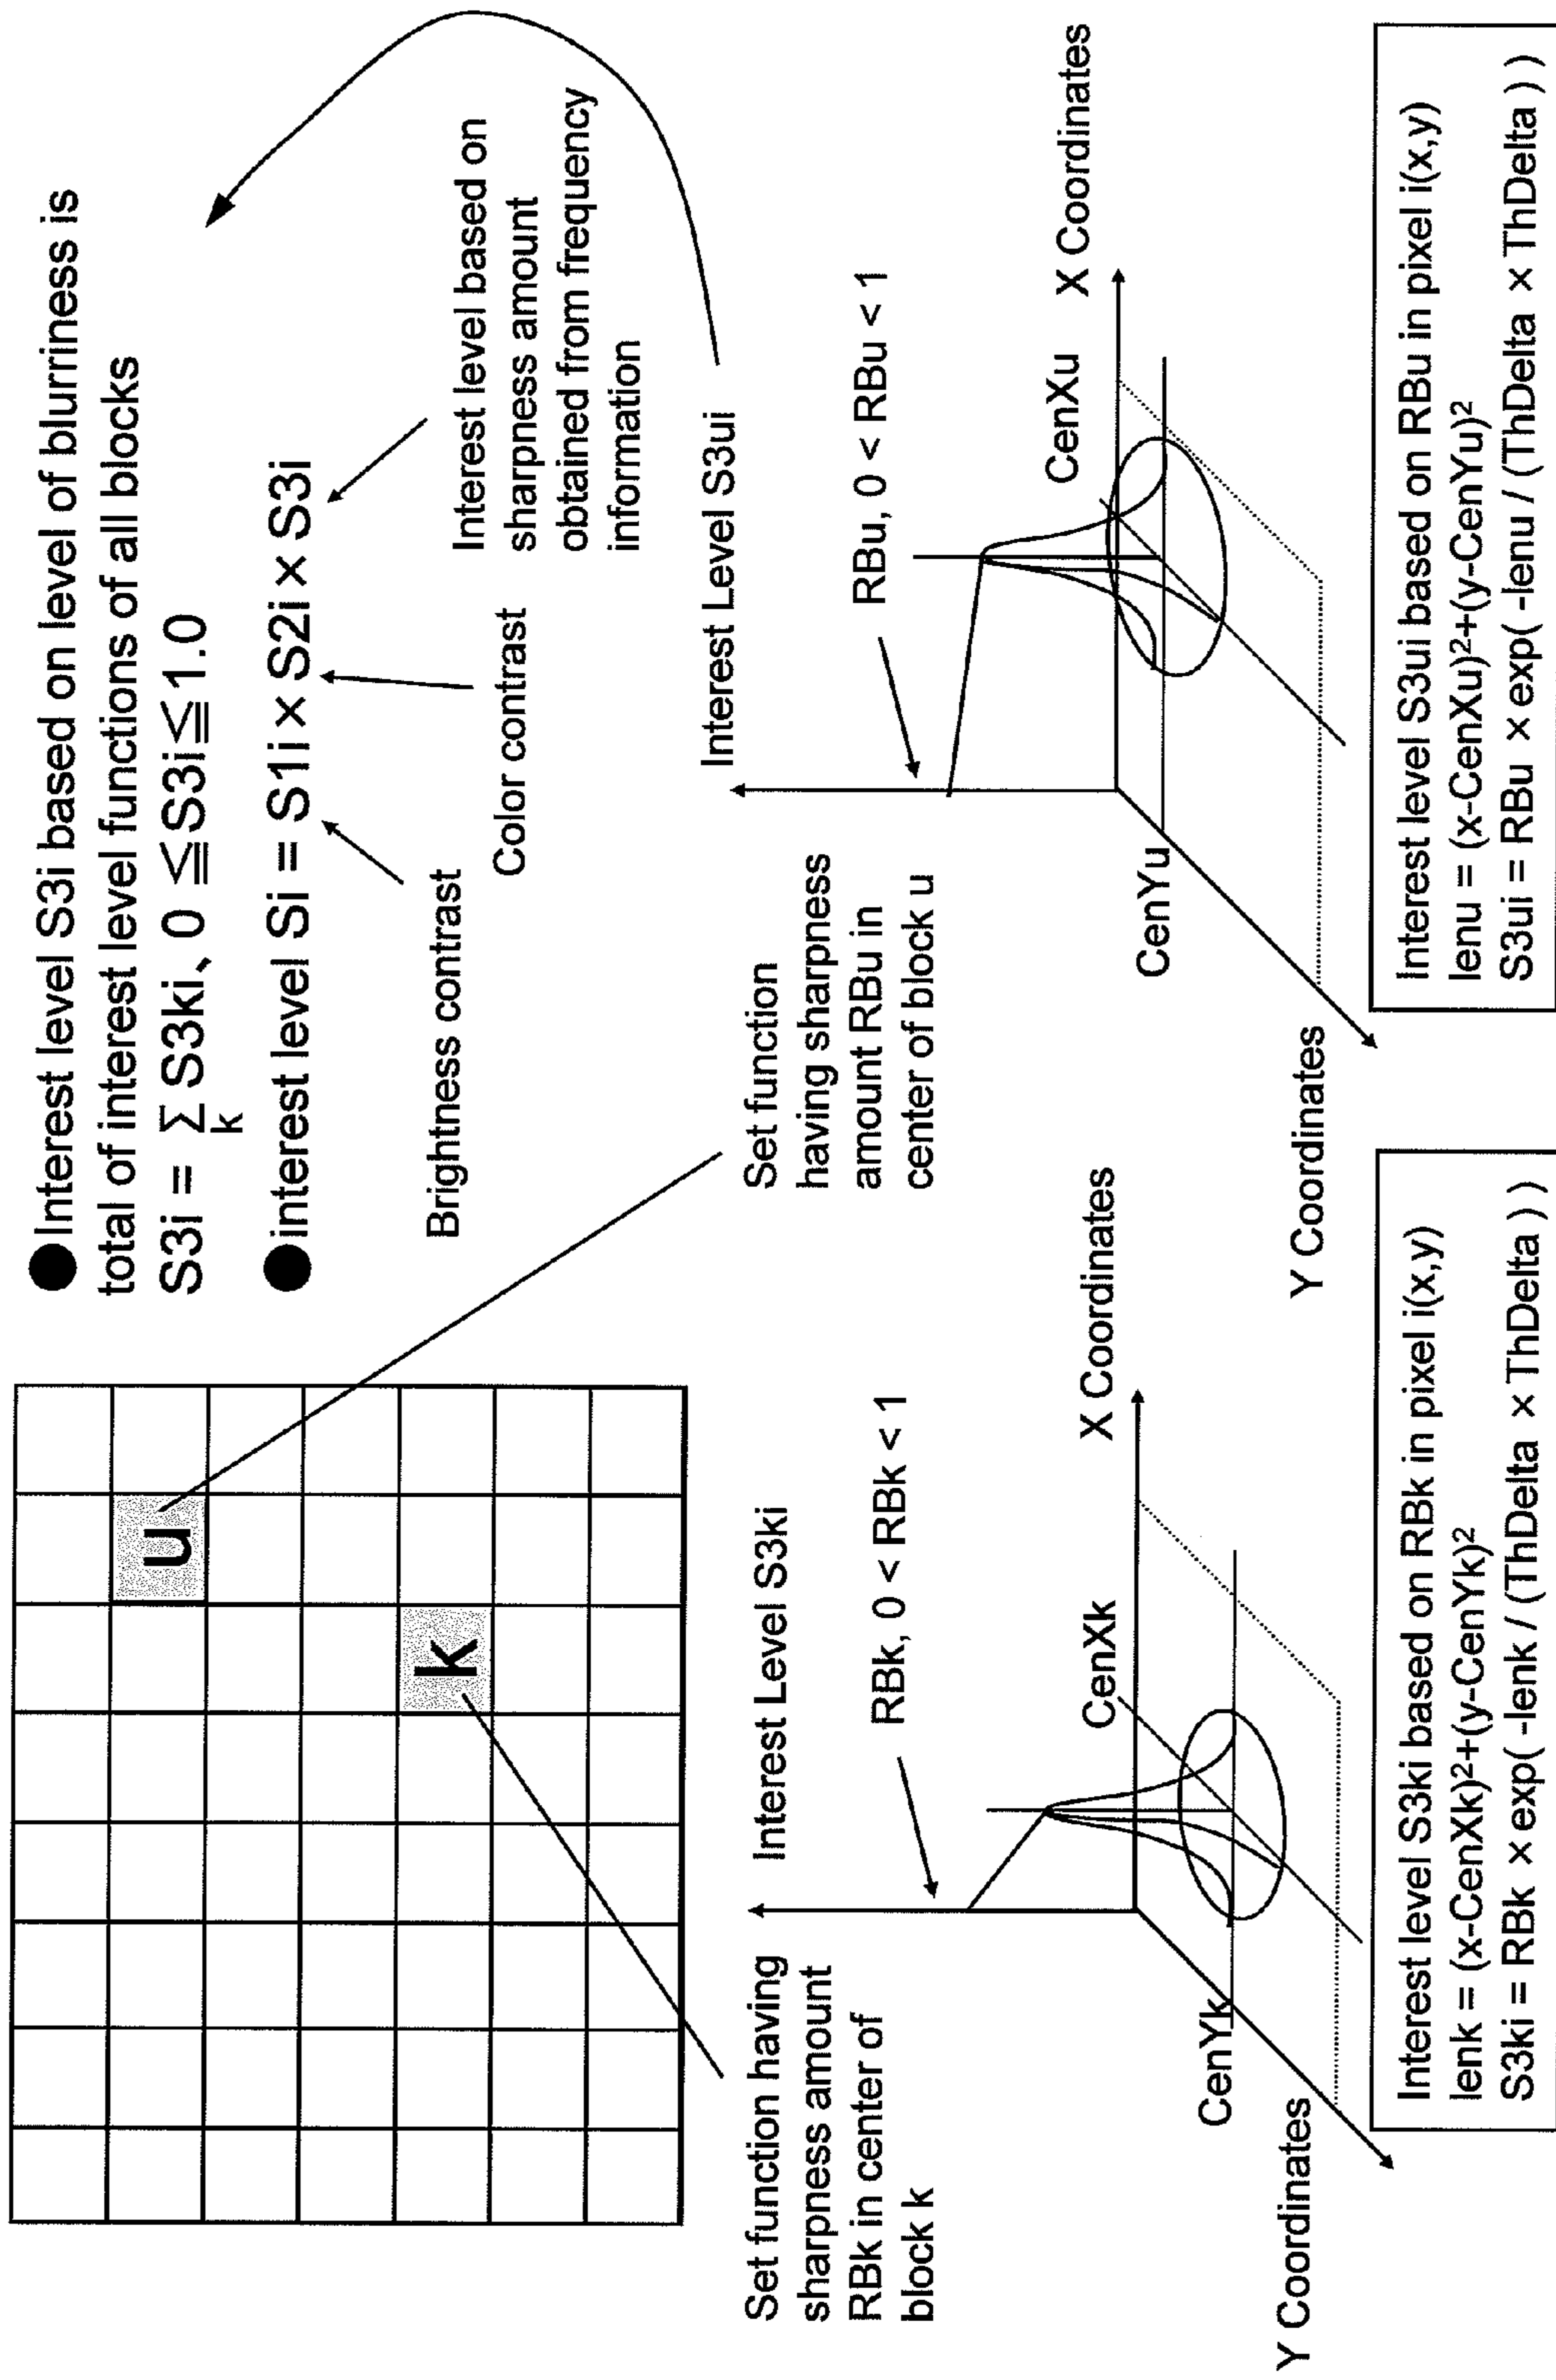 u
k
● Interest level S3i based on level of blurriness is
total of interest level functions of all blocks
S3i = Σ S3ki、 0 ≦S3i≦1.0
k
● interest level Si = S1i × S2i × S3i
Brightness contrast
Color contrast
Interest level based on
sharpness amount
obtained from frequency
information
Set function having
sharpness amount
RBk in center of
block k
Interest Level S3ki
RBk, 0 < RBk < 1
X Coordinates
CenXk
CenYk
Y Coordinates
Interest level S3ki based on RBk in pixel i(x,y)
lenk = (x-CenXk)²+(y-CenYk)²
S3ki = RBk × exp( -lenk / (ThDelta × ThDelta ) )
Set function
having sharpness
amount RBu in
center of block u
Interest Level S3ui
RBu, 0 < RBu < 1
X Coordinates
CenXu
CenYu
Y Coordinates
Interest level S3ui based on RBu in pixel i(x,y)
lenu = (x-CenXu)²+(y-CenYu)²
S3ui = RBu × exp( -lenu / (ThDelta × ThDelta ) )